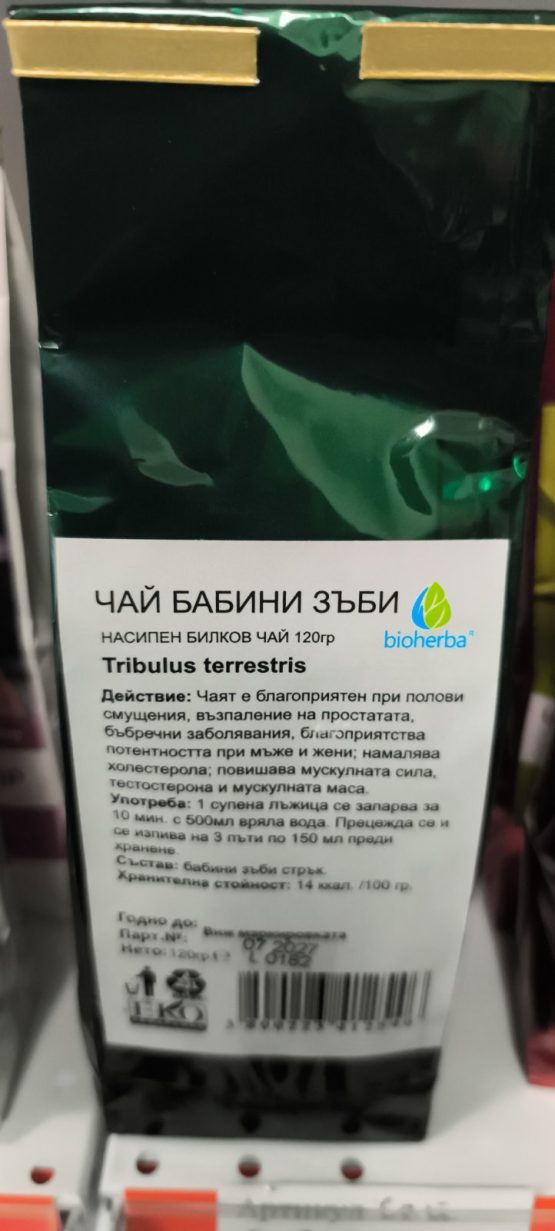 ЧАЙ БАБИНИ ЗЪБИ
bioherba
НАСИПЕН БИЛКОВ ЧАЙ 120гр
Tribulus terrestris
Действие: Чаят е благоприятен при полови
смущения, възпаление на простатата,
бъбречни заболявания, благоприятства
потентността при мъже и жени; намалява
холестерола; повишава мускулната сила,
тестостерона и мускулната маса.
Употреба: 1 супена лъжица се запарва за
10 мин. с 500мл вряла вода. Прецежда се и
се изпива на 3 пъти по 150 мл преди
хранене.
Състав: бабини зъби стрък.
Хранителна стойност: 14 ккал. /100 гр.
Годно до:
Виж маркировката
Парт.№:
07 2027
Нето: 120гр.
L 0182
EKO
Артикул